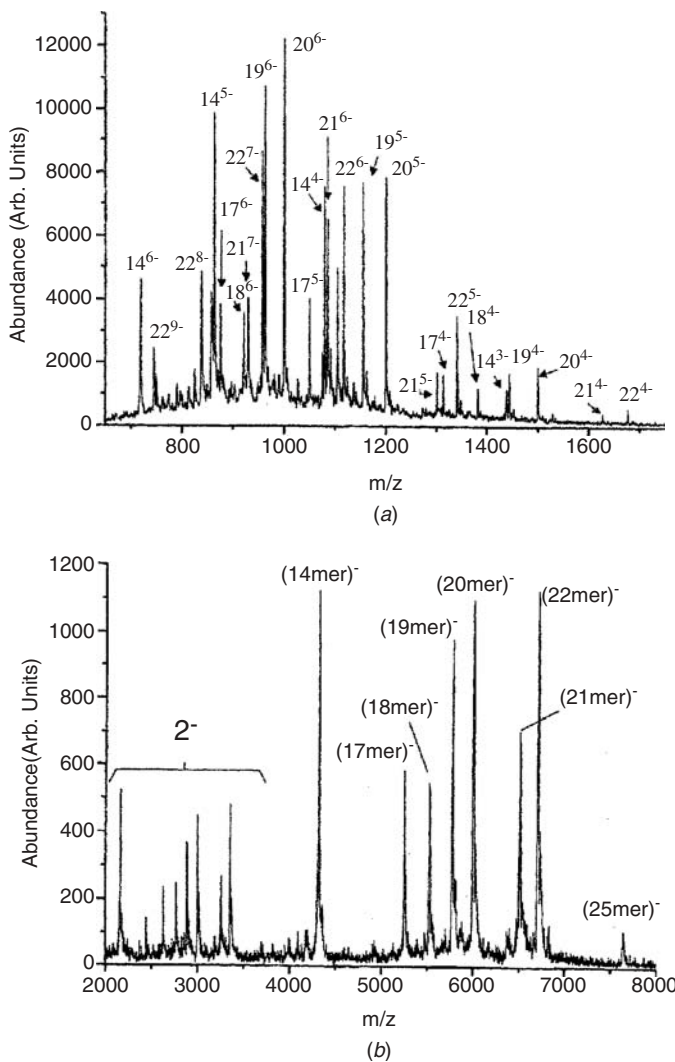 12000
10000
8000
6000
4000
2000
0
Abundance (Arb. Units)
20⁶⁻
19⁶⁻
14⁵⁻
21⁶⁻
19⁵⁻
22⁷⁻
22⁶⁻
20⁵⁻
14⁴⁻
17⁶⁻
21⁷⁻
14⁶⁻
22⁸⁻
18⁶⁻
17⁵⁻
22⁵⁻
18⁴⁻
22⁹⁻
17⁴⁻
14³⁻
19⁴⁻
20⁴⁻
21⁵⁻
21⁴⁻
22⁴⁻
800 1000 1200 1400 1600
m/z
(a)
1200
1000
800
600
400
200
0
Abundance(Arb. Units)
(14mer)⁻
(20mer)⁻
(22mer)⁻
(19mer)⁻
(21mer)⁻
(18mer)⁻
(17mer)⁻
2⁻
(25mer)⁻
2000 3000 4000 5000 6000 7000 8000
m/z
(b)